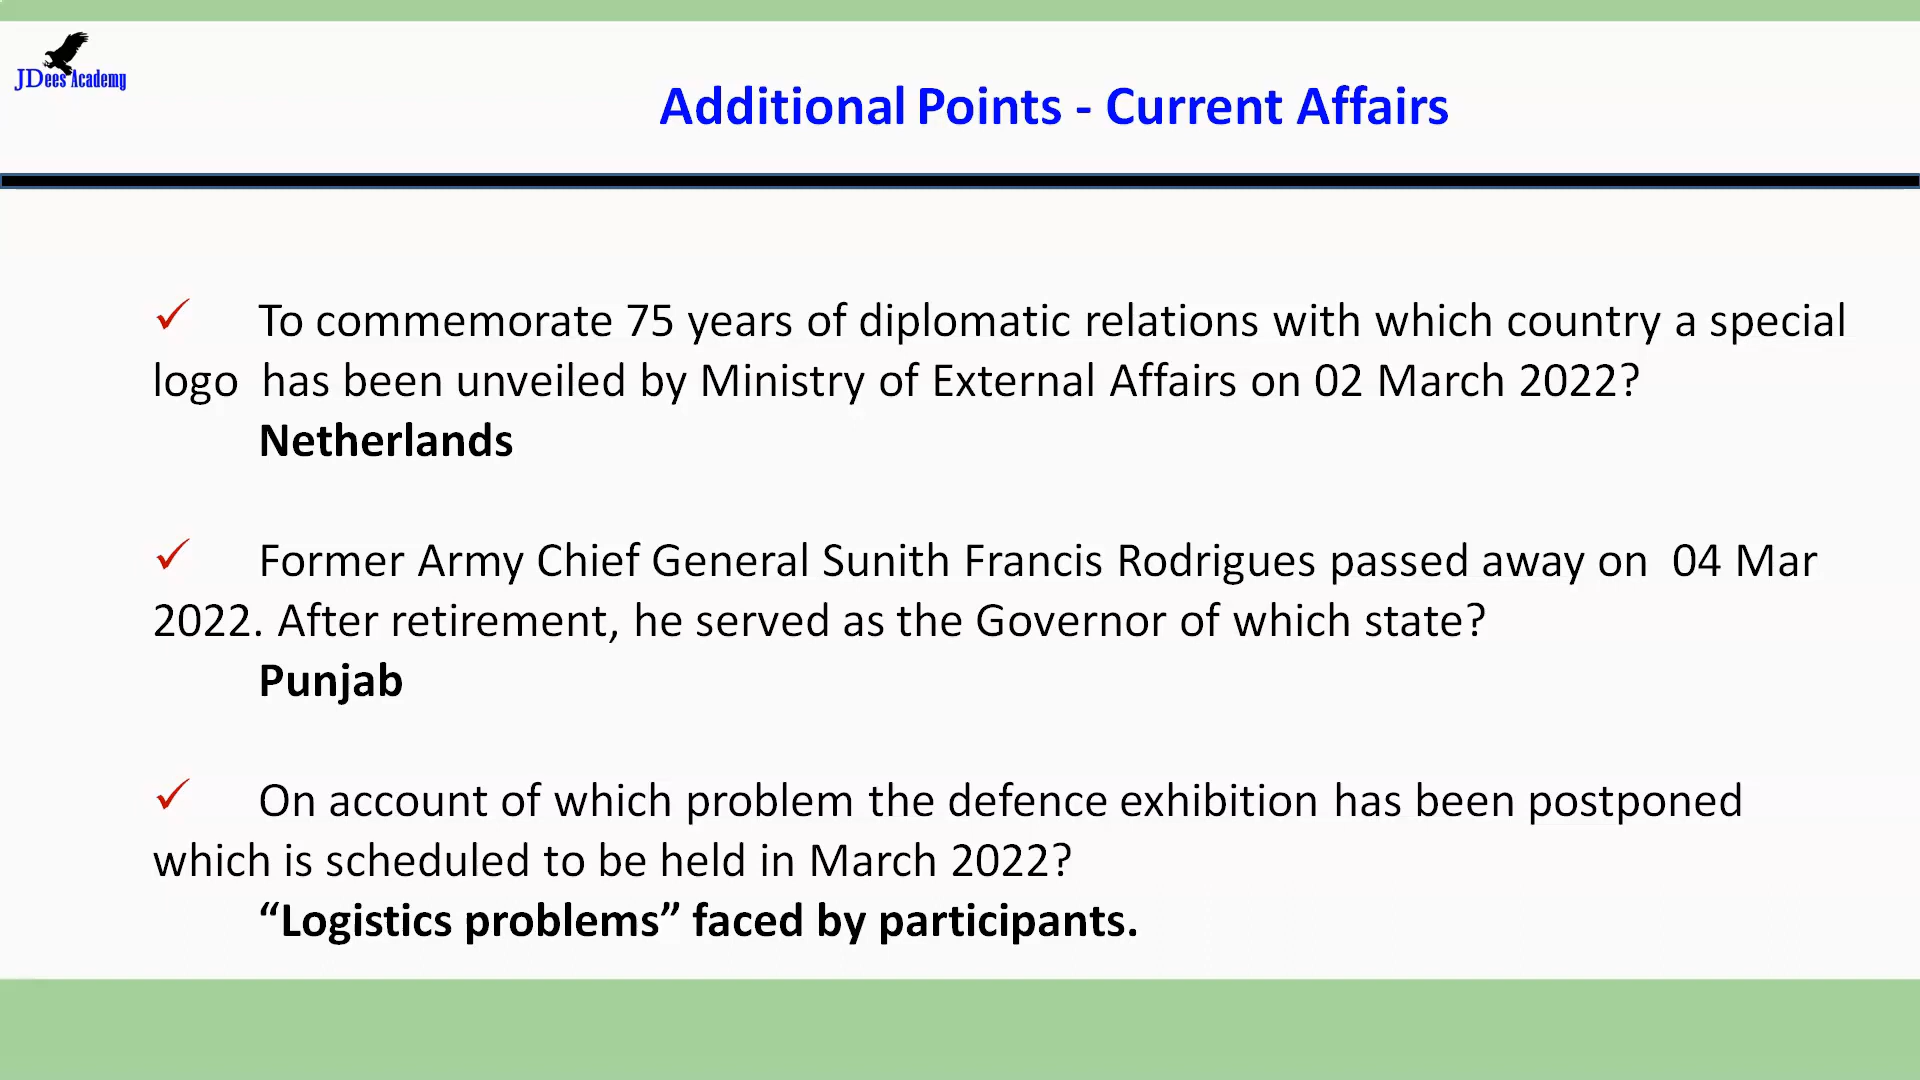 JDees Academy
Additional Points - Current Affairs
✓ To commemorate 75 years of diplomatic relations with which country a special
logo has been unveiled by Ministry of External Affairs on 02 March 2022?
Netherlands
✓ Former Army Chief General Sunith Francis Rodrigues passed away on 04 Mar
2022. After retirement, he served as the Governor of which state?
Punjab
✓ On account of which problem the defence exhibition has been postponed
which is scheduled to be held in March 2022?
“Logistics problems” faced by participants.